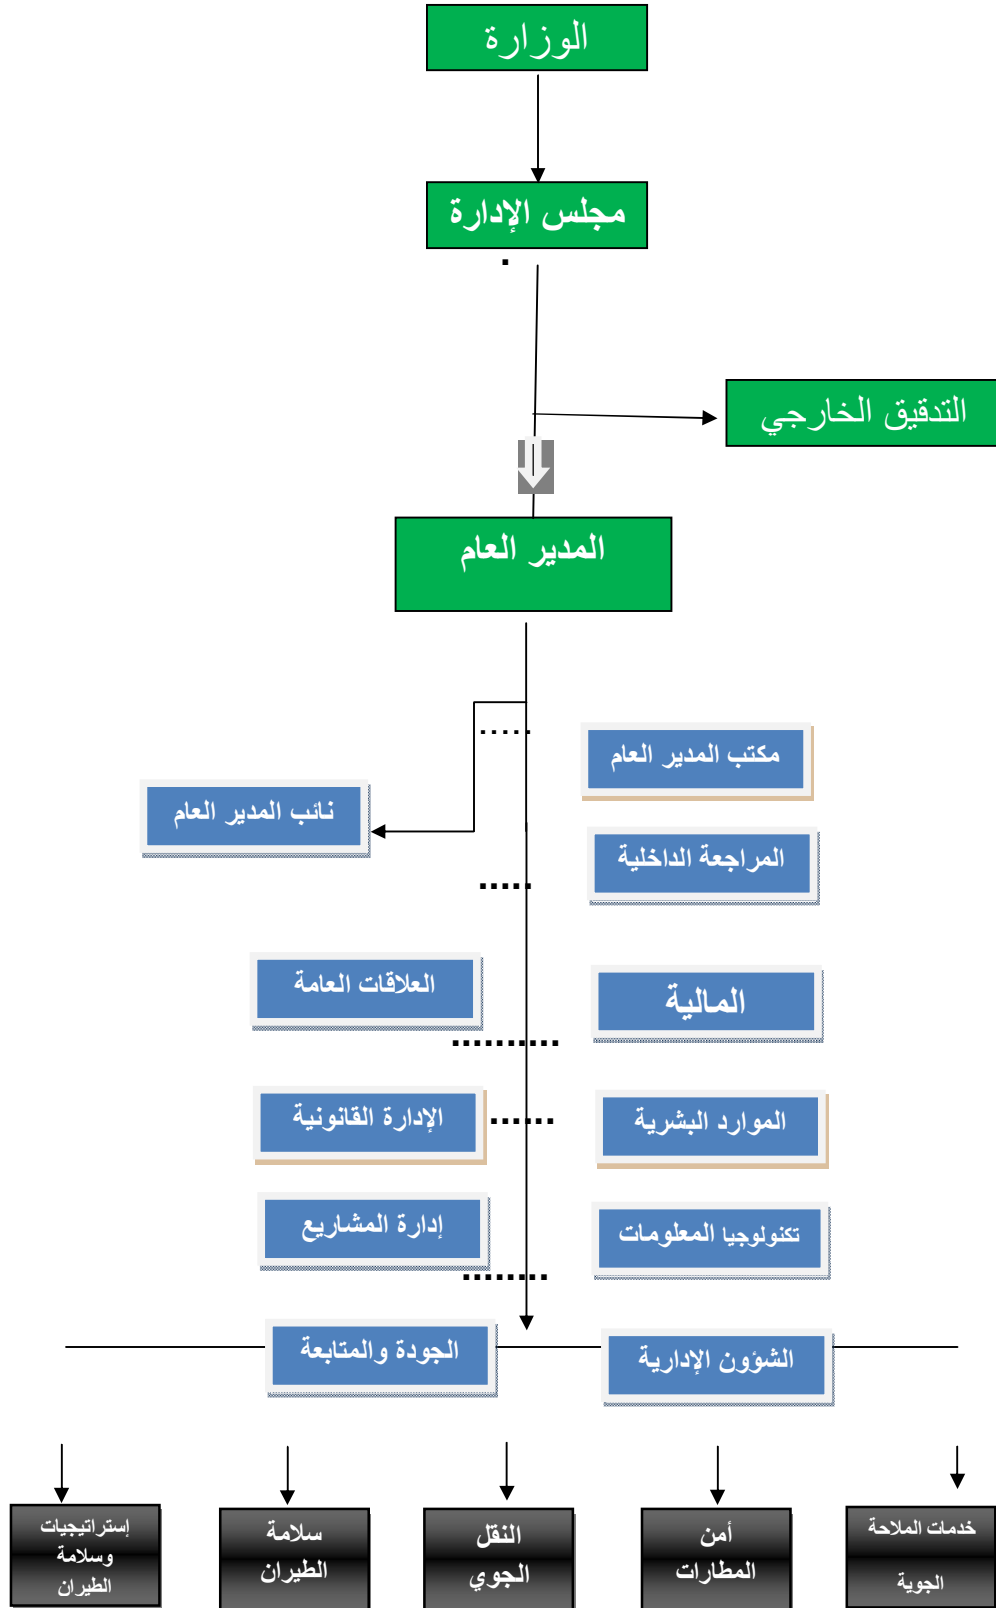 الوزارة
مجلس الإدارة
التدقيق الخارجي
المدير العام
مكتب المدير العام
نائب المدير العام
المراجعة الداخلية
العلاقات العامة
المالية
الإدارة القانونية
الموارد البشرية
إدارة المشاريع
تكنولوجيا المعلومات
الجودة والمتابعة
الشؤون الإدارية
خدمات الملاحة
الجوية
أمن
المطارات
النقل
الجوي
سلامة
الطيران
إستراتيجيات
وسلامة
الطيران